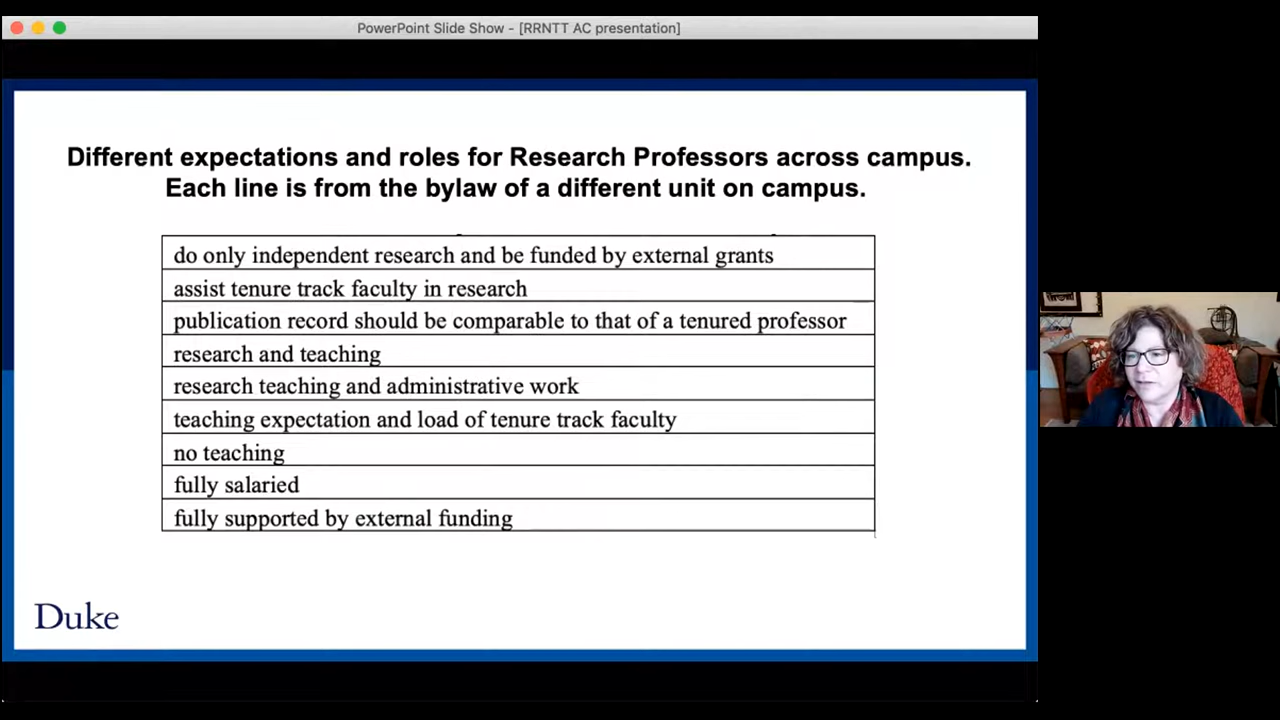 PowerPoint Slide Show - [RRNTT AC presentation]
Different expectations and roles for Research Professors across campus.
Each line is from the bylaw of a different unit on campus.
do only independent research and be funded by external grants
assist tenure track faculty in research
publication record should be comparable to that of a tenured professor
research and teaching
research teaching and administrative work
teaching expectation and load of tenure track faculty
no teaching
fully salaried
fully supported by external funding
Duke